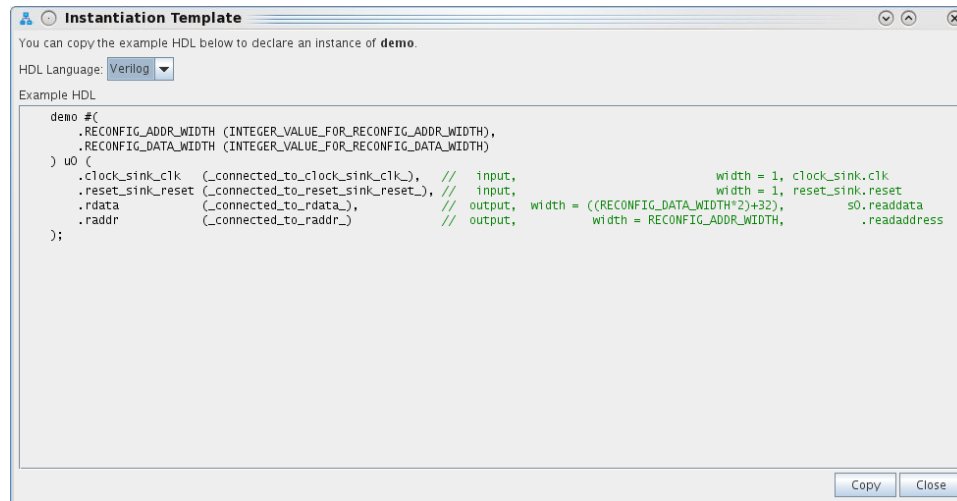 Instantiation Template
You can copy the example HDL below to declare an instance of demo.
HDL Language: Verilog
Example HDL
demo #(
.RECONFIG_ADDR_WIDTH (INTEGER_VALUE_FOR_RECONFIG_ADDR_WIDTH),
.RECONFIG_DATA_WIDTH (INTEGER_VALUE_FOR_RECONFIG_DATA_WIDTH)
) u0 (
.clock_sink_clk (_connected_to_clock_sink_clk_), // input, width = 1, clock_sink.clk
.reset_sink_reset (_connected_to_reset_sink_reset_), // input, width = 1, reset_sink.reset
.rdata (_connected_to_rdata_), // output, width = ((RECONFIG_DATA_WIDTH*2)+32), s0.readdata
.raddr (_connected_to_raddr_) // output, width = RECONFIG_ADDR_WIDTH, .readaddress
);
Copy Close